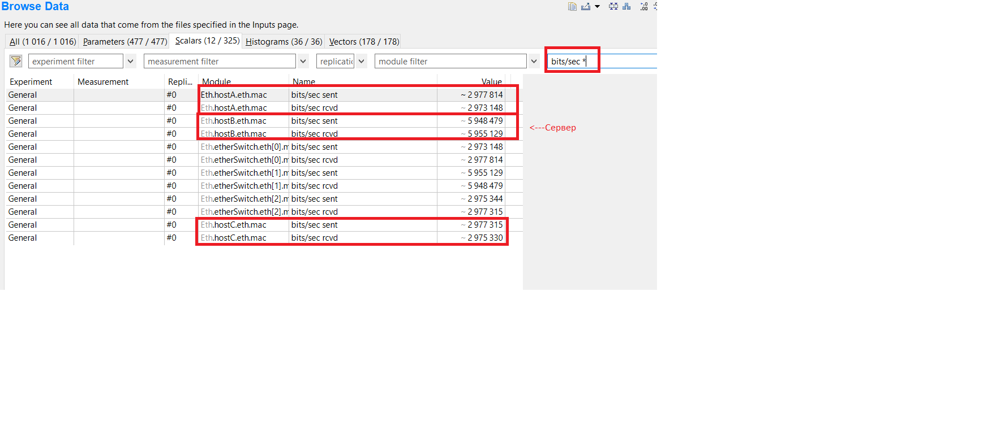 Browse Data
Here you can see all data that come from the files specified in the Inputs page.
All (1 016 / 1 016) Parameters (477 / 477) Scalars (12 / 325) Histograms (36 / 36) Vectors (178 / 178)
experiment filter measurement filter replicatio module filter bits/sec *
Experiment Measurement Repli... Module Name Value
General #0 Eth.hostA.eth.mac bits/sec sent ~ 2 977 814
General #0 Eth.hostA.eth.mac bits/sec rcvd ~ 2 973 148
General #0 Eth.hostB.eth.mac bits/sec sent ~ 5 948 479
<---Сервер
General #0 Eth.hostB.eth.mac bits/sec rcvd ~ 5 955 129
General #0 Eth.etherSwitch.eth[0].m bits/sec sent ~ 2 973 148
General #0 Eth.etherSwitch.eth[0].m bits/sec rcvd ~ 2 977 814
General #0 Eth.etherSwitch.eth[1].m bits/sec sent ~ 5 955 129
General #0 Eth.etherSwitch.eth[1].m bits/sec rcvd ~ 5 948 479
General #0 Eth.etherSwitch.eth[2].m bits/sec sent ~ 2 975 344
General #0 Eth.etherSwitch.eth[2].m bits/sec rcvd ~ 2 977 315
General #0 Eth.hostC.eth.mac bits/sec sent ~ 2 977 315
General #0 Eth.hostC.eth.mac bits/sec rcvd ~ 2 975 330